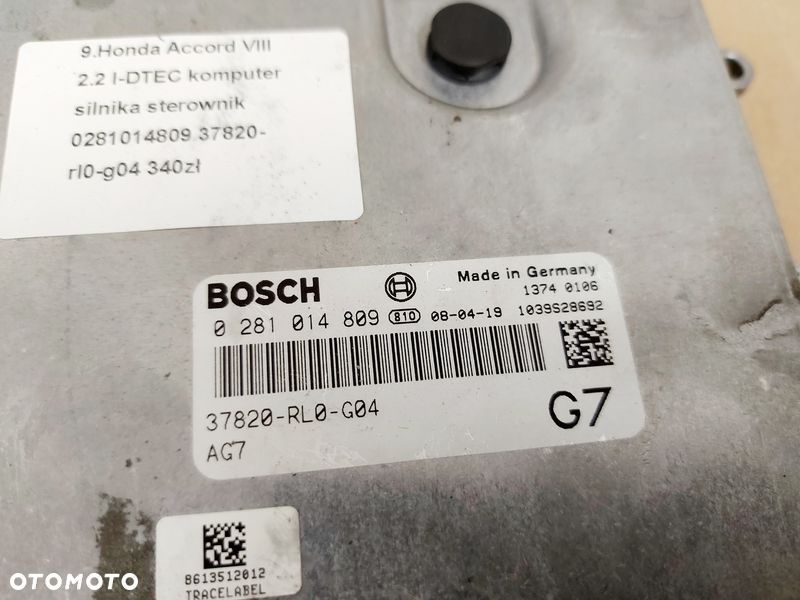 9.Honda Accord VIII
2.2 I-DTEC komputer
silnika sterownik
0281014809 37820-
rl0-g04 340zł
BOSCH
Made in Germany
1374 0106
0 281 014 809 810 08-04-19 1039S28692
37820-RL0-G04
G7
AG7
8613512012
TRACELABEL
OTOMOTO